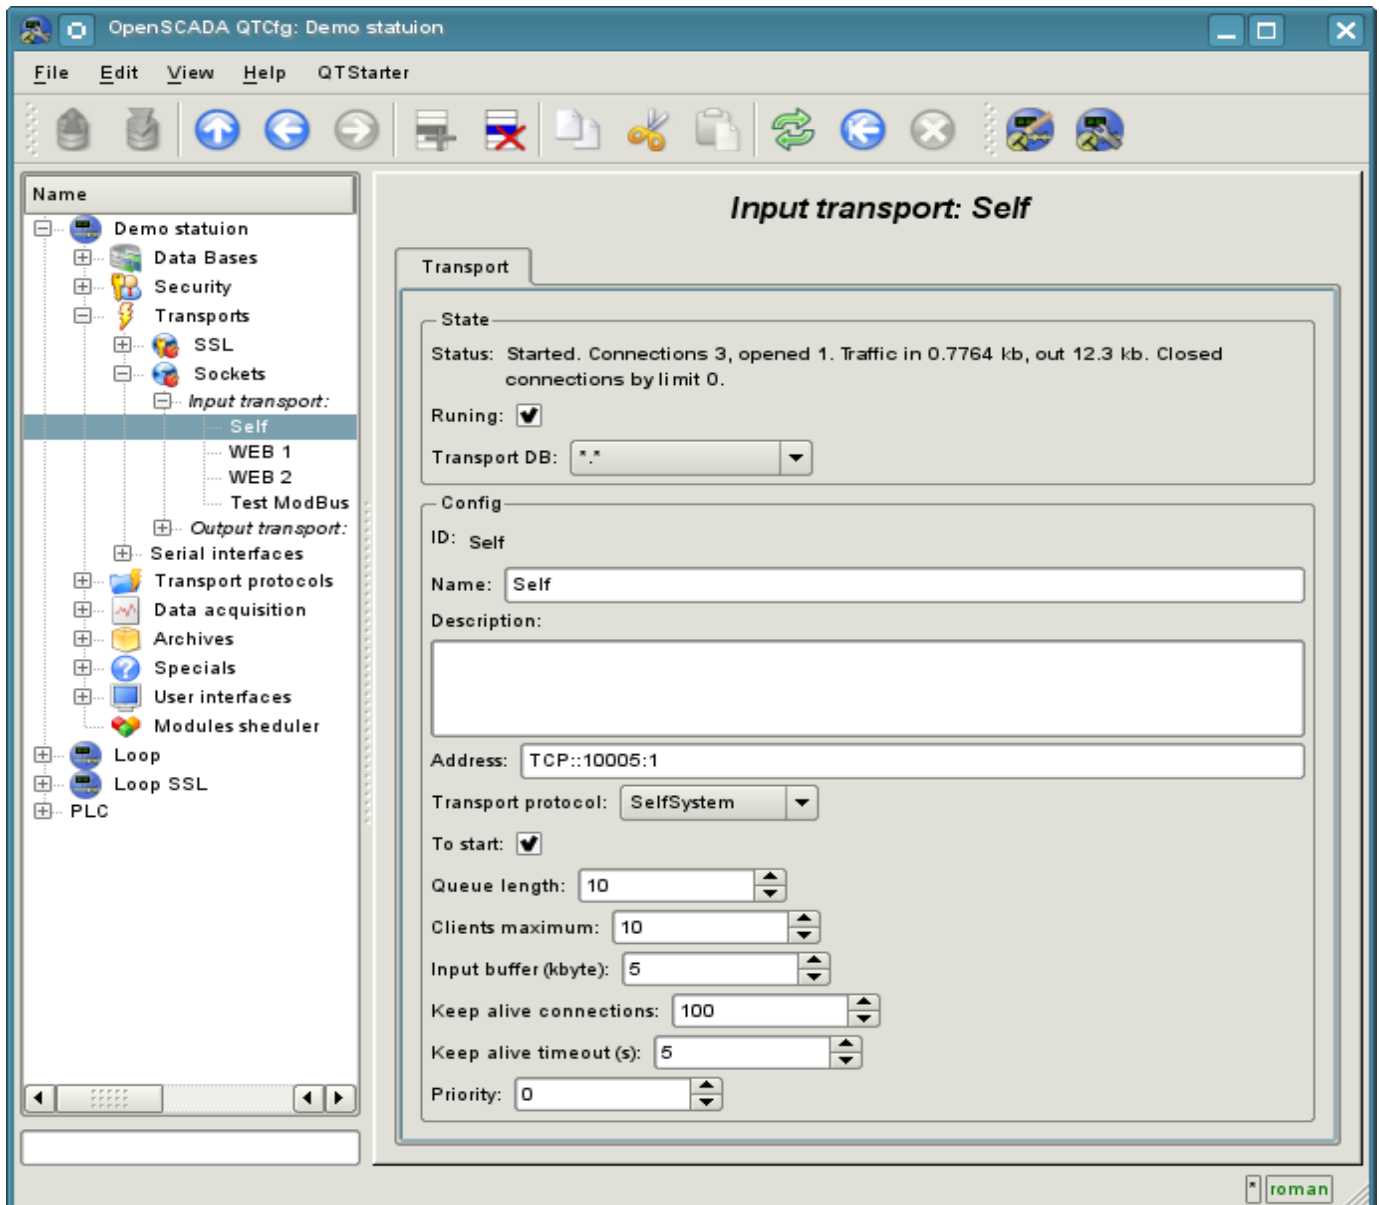 OpenSCADA QTCfg: Demo statuion
File Edit View Help QTStarter
Name
Demo statuion
Data Bases
Security
Transports
SSL
Sockets
Input transport:
Self
WEB 1
WEB 2
Test ModBus
Output transport:
Serial interfaces
Transport protocols
Data acquisition
Archives
Specials
User interfaces
Modules sheduler
Loop
Loop SSL
PLC
Input transport: Self
Transport
State
Status: Started. Connections 3, opened 1. Traffic in 0.7764 kb, out 12.3 kb. Closed
connections by limit 0.
Runing:
Transport DB: *.*
Config
ID: Self
Name: Self
Description:
Address: TCP::10005:1
Transport protocol: SelfSystem
To start:
Queue length: 10
Clients maximum: 10
Input buffer (kbyte): 5
Keep alive connections: 100
Keep alive timeout (s): 5
Priority: 0
* roman